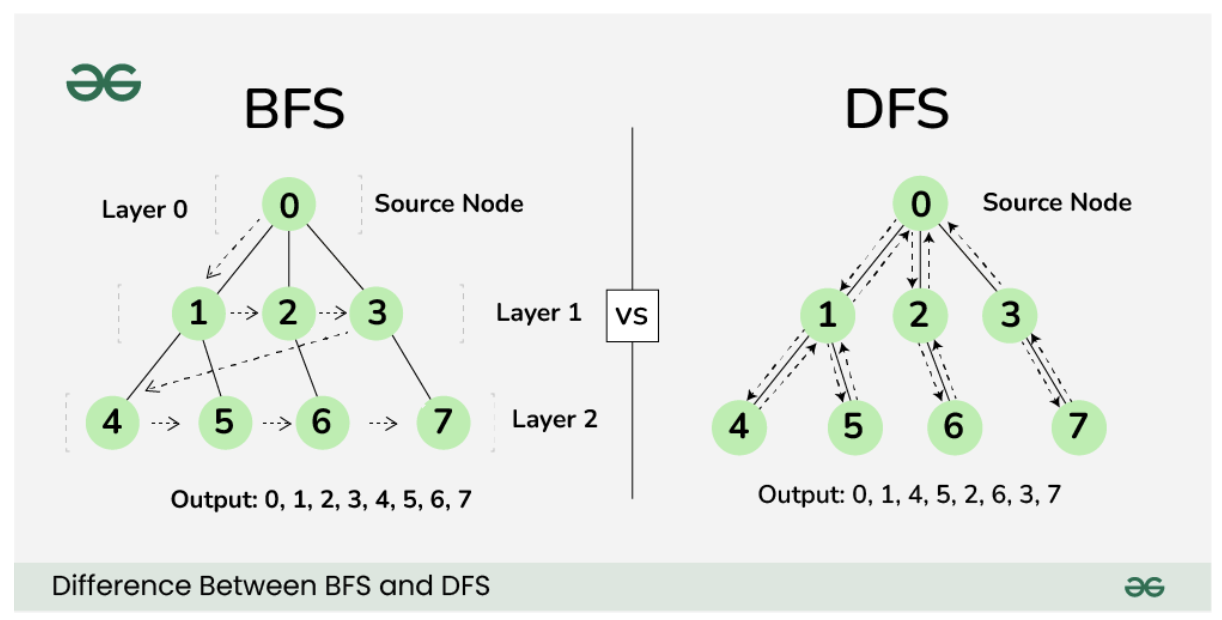 BFS
Layer 0
0
Source Node
1
2
3
Layer 1
4
5
6
7
Layer 2
Output: 0, 1, 2, 3, 4, 5, 6, 7
vs
DFS
0
Source Node
1
2
3
4
5
6
7
Output: 0, 1, 4, 5, 2, 6, 3, 7
Difference Between BFS and DFS